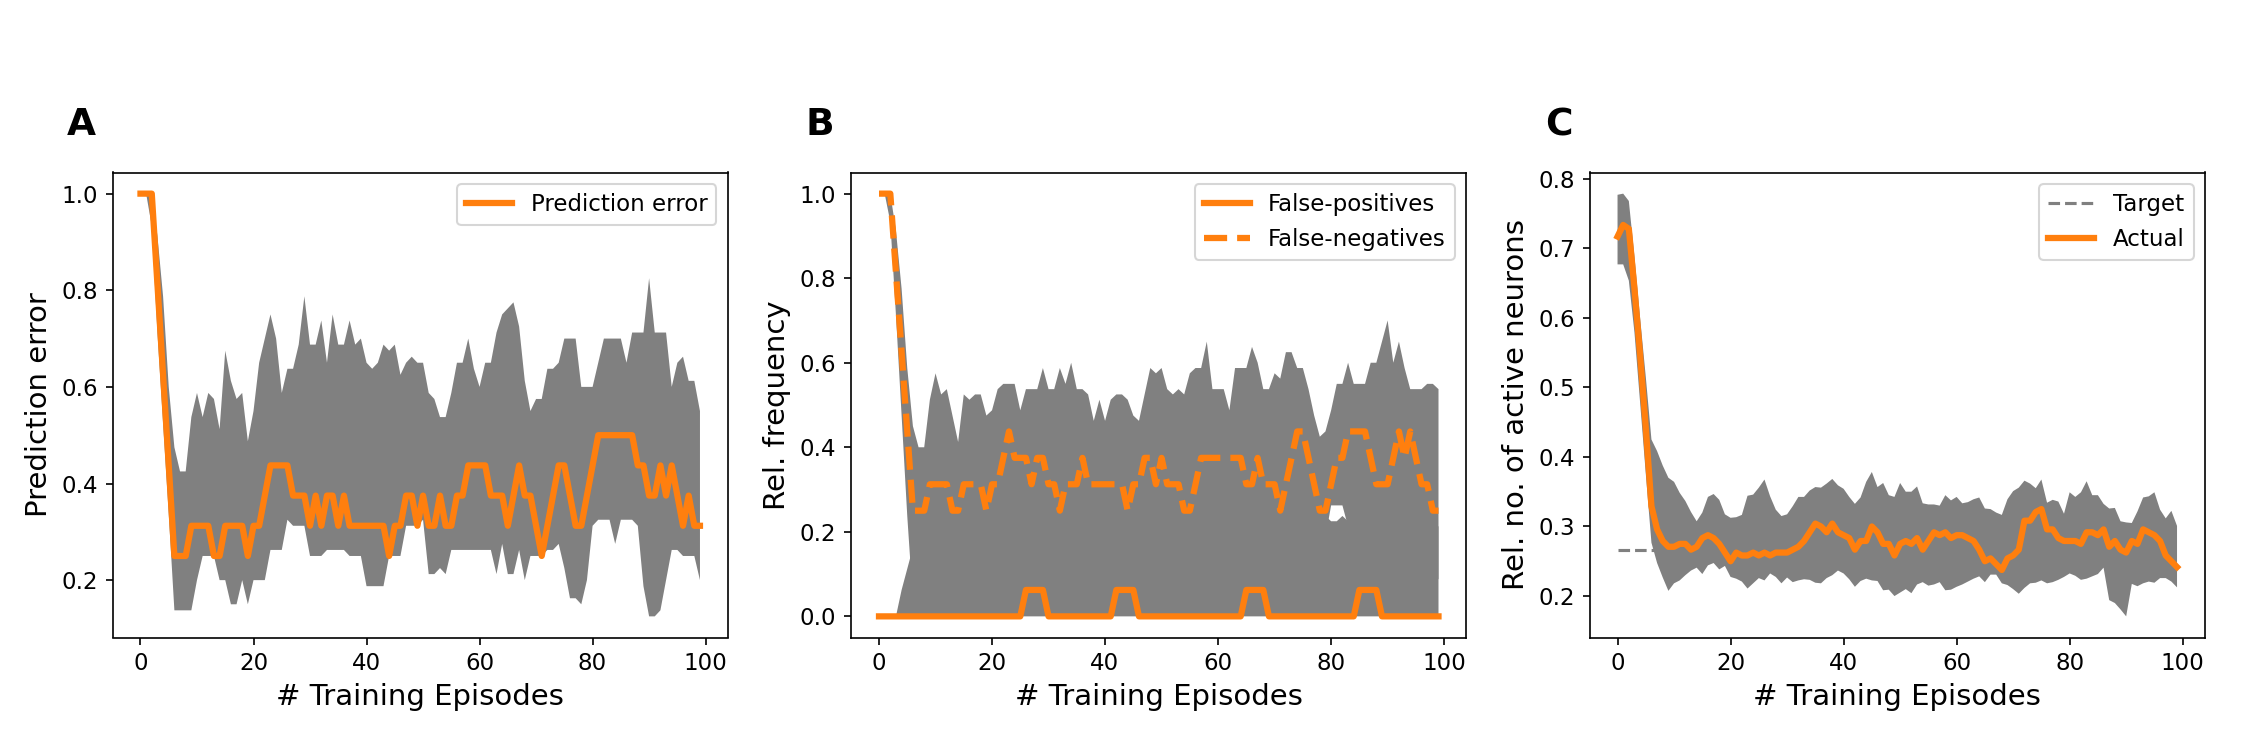 A
B
C
Prediction error
1.0
0.8
0.6
0.4
0.2
0 20 40 60 80 100
# Training Episodes
Prediction error
False-positives
False-negatives
1.0
0.8
0.6
0.4
0.2
0.0
0 20 40 60 80 100
# Training Episodes
Rel. frequency
Target
Actual
0.8
0.7
0.6
0.5
0.4
0.3
0.2
0 20 40 60 80 100
# Training Episodes
Rel. no. of active neurons